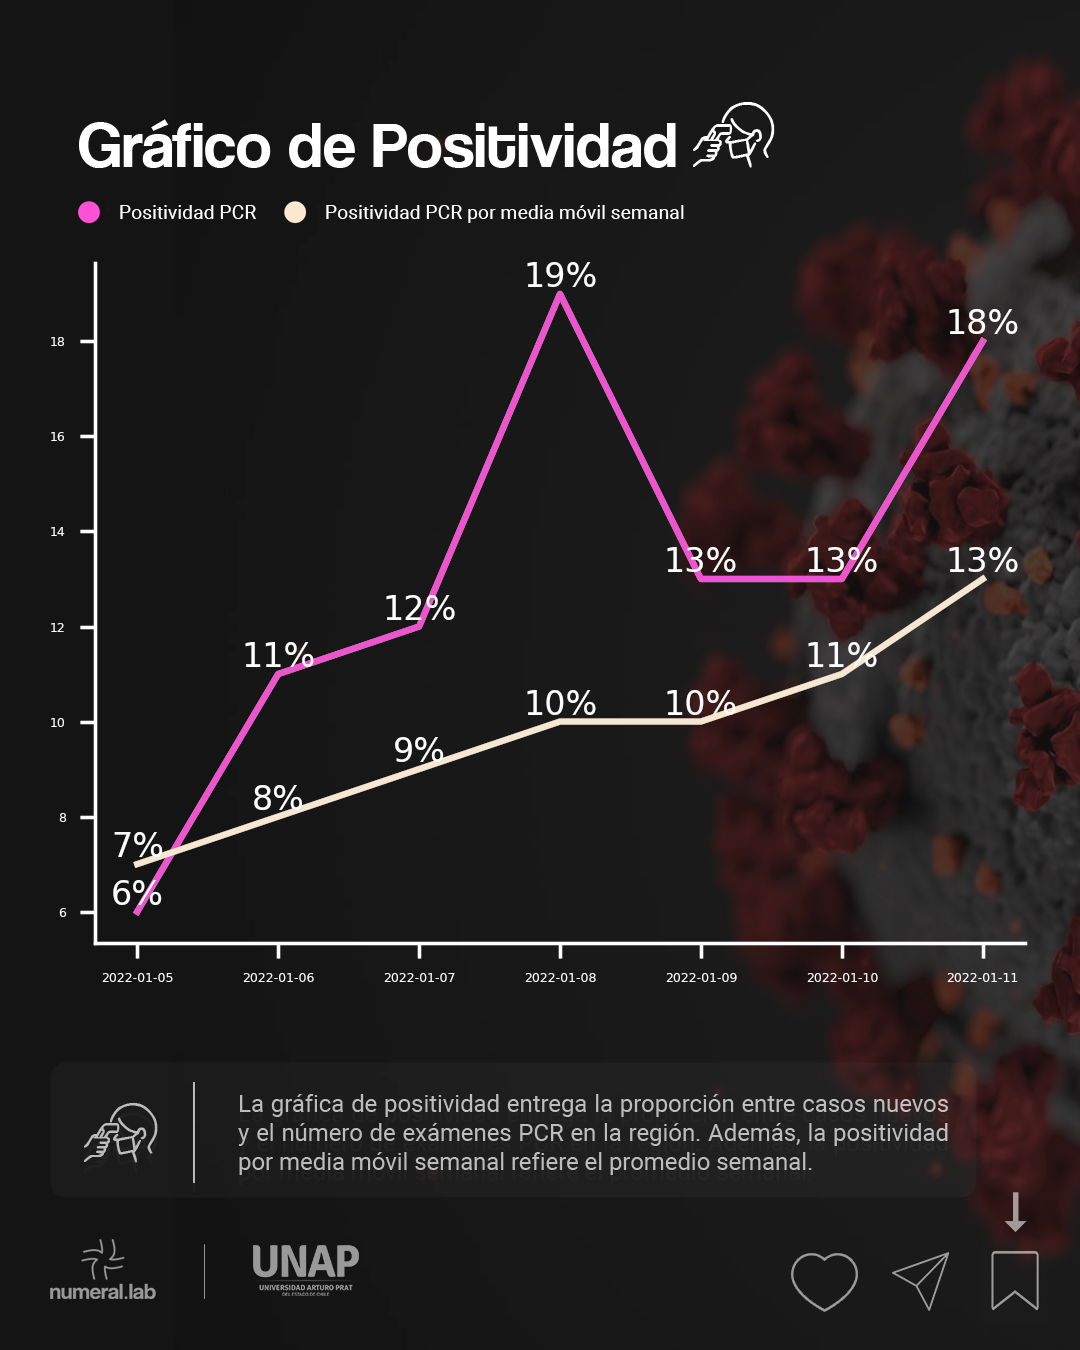 Gráfico de Positividad
Positividad PCR Positividad PCR por media móvil semanal
19%
18%
18
16
14
13% 13% 13%
12%
12
11% 11%
10% 10%
10
9%
8%
8
7%
6%
6
2022-01-05 2022-01-06 2022-01-07 2022-01-08 2022-01-09 2022-01-10 2022-01-11
La gráfica de positividad entrega la proporción entre casos nuevos
y el número de exámenes PCR en la región. Además, la positividad
por media móvil semanal refiere el promedio semanal.
numeral.lab
UNAP
UNIVERSIDAD ARTURO PRAT
DEL ESTADO DE CHILE